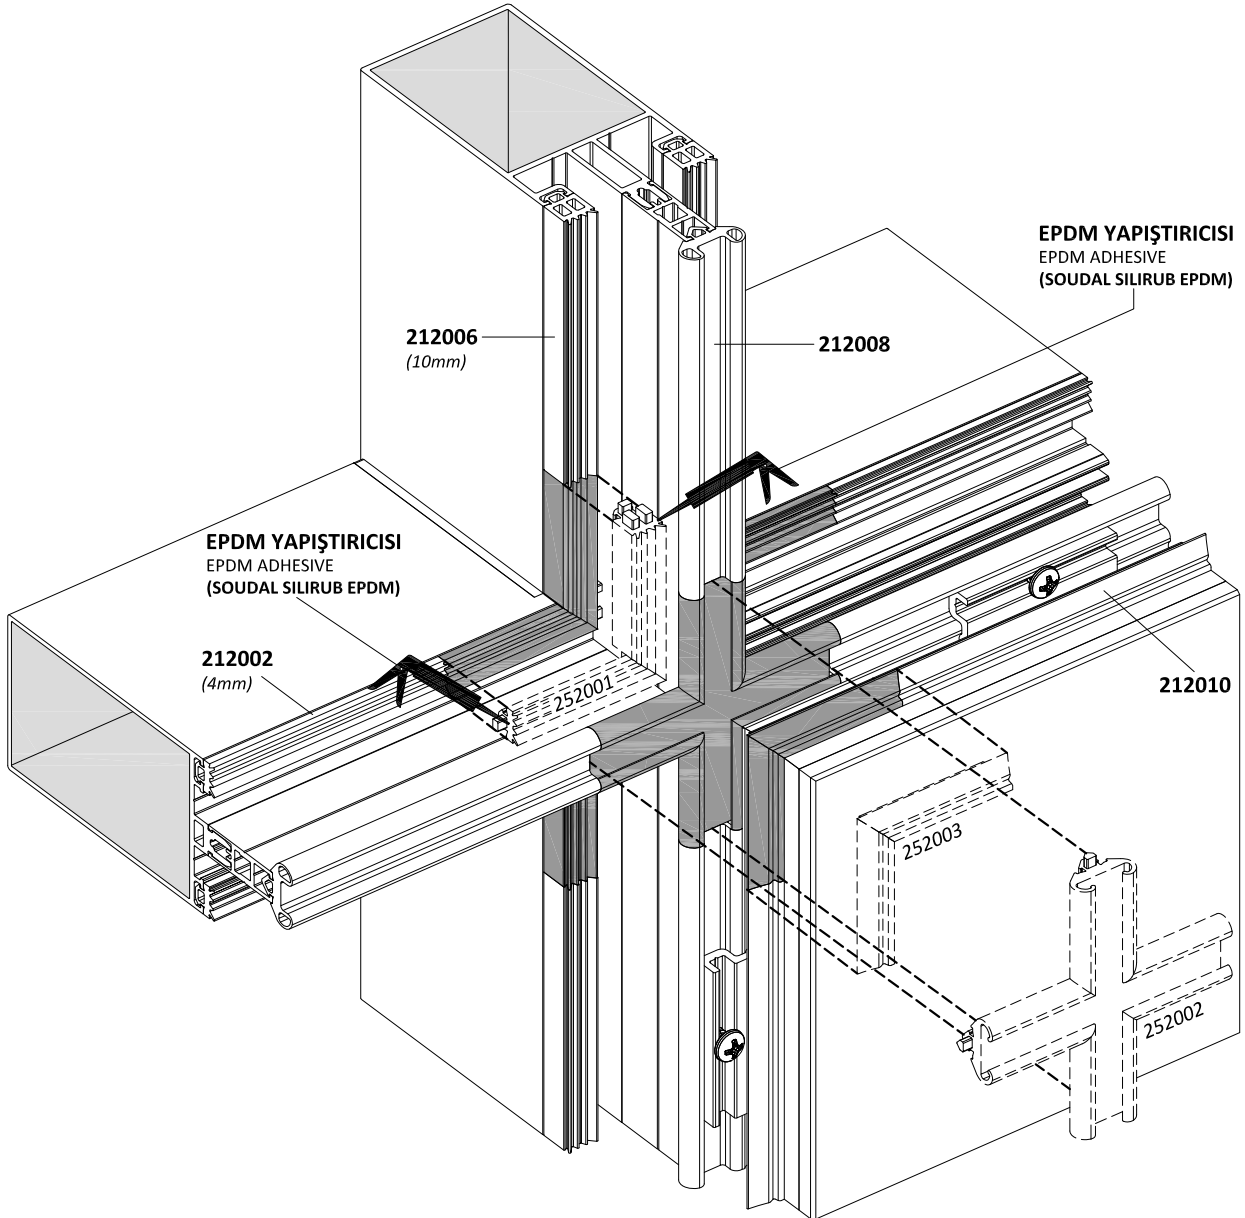 EPDM YAPIŞTIRICISI
EPDM ADHESIVE
(SOUDAL SILIRUB EPDM)
212006
(10mm)
212008
EPDM YAPIŞTIRICISI
EPDM ADHESIVE
(SOUDAL SILIRUB EPDM)
212002
(4mm)
252001
212010
252003
252002